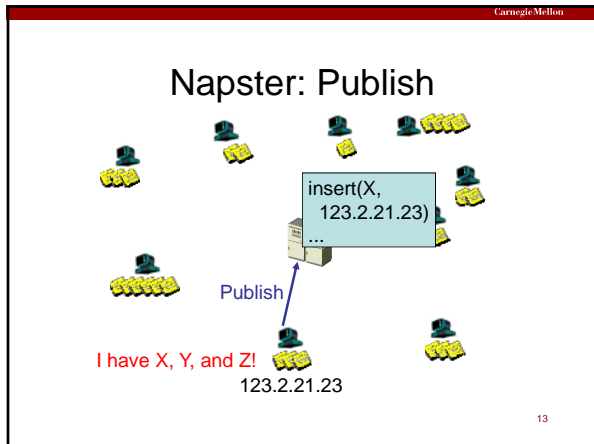 Carnegie Mellon
Napster: Publish
insert(X,
123.2.21.23)
...
Publish
I have X, Y, and Z!
123.2.21.23
13